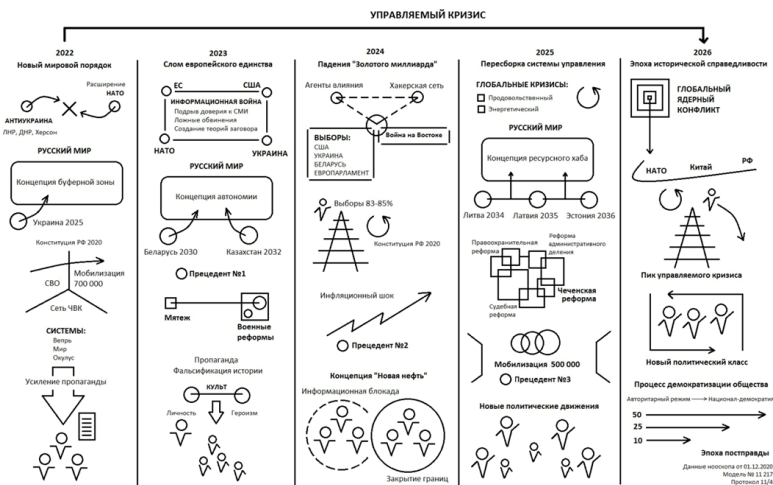 УПРАВЛЯЕМЫЙ КРИЗИС
2022
Новый мировой порядок
Расширение
НАТО
АНТИУКРАИНА
ЛНР, ДНР, Херсон
РУССКИЙ МИР
Концепция буферной зоны
Украина 2025
Конституция РФ 2020
СВО
Мобилизация
700 000
Сеть ЧВК
СИСТЕМЫ:
Вепрь
Мир
Окулус
Усиление пропаганды
2023
Слом европейского единства
ЕС
США
ИНФОРМАЦИОННАЯ ВОЙНА
Подрыв доверия к СМИ
Ложные обвинения
Создание теорий заговора
НАТО
УКРАИНА
РУССКИЙ МИР
Концепция автономии
Беларусь 2030
Казахстан 2032
Прецедент №1
Мятеж
Военные
реформы
Пропаганда
Фальсификация истории
КУЛЬТ
Личность
Героизм
2024
Падения "Золотого миллиарда"
Агенты влияния
Хакерская сеть
Война на Востоке
ВЫБОРЫ:
США
УКРАИНА
БЕЛАРУСЬ
ЕВРОПАРЛАМЕНТ
Выборы 83-85%
Конституция РФ 2020
Инфляционный шок
Прецедент №2
Концепция "Новая нефть"
Информационная блокада
Закрытие границ
2025
Пересборка системы управления
ГЛОБАЛЬНЫЕ КРИЗИСЫ:
Продовольственный
Энергетический
РУССКИЙ МИР
Концепция ресурсного хаба
Литва 2034
Латвия 2035
Эстония 2036
Правоохранительная
реформа
Реформа
административного
деления
Чеченская
реформа
Судебная
реформа
Мобилизация 500 000
Прецедент №3
Новые политические движения
2026
Эпоха исторической справедливости
ГЛОБАЛЬНЫЙ
ЯДЕРНЫЙ
КОНФЛИКТ
НАТО
Китай
РФ
Пик управляемого кризиса
Новый политический класс
Процесс демократизации общества
Авторитарный режим
Национал-демократия
50
25
10
Эпоха постправды
Данные нооскопа от 01.12.2020
Модель № 11 217
Протокол 11/4